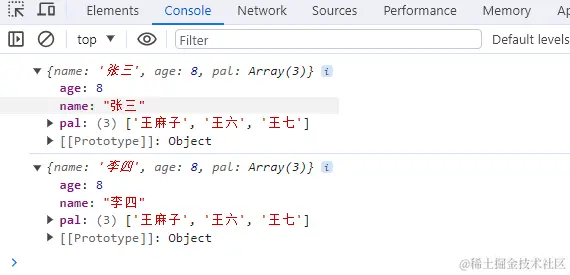 Elements Console Network Sources Performance Memory A
top Filter Default levels
▼ {name: '张三', age: 8, pal: Array(3)} i
age: 8
name: "张三"
▶ pal: (3) ['王麻子', '王六', '王七']
▶ [[Prototype]]: Object
▼ {name: '李四', age: 8, pal: Array(3)} i
age: 8
name: "李四"
▶ pal: (3) ['王麻子', '王六', '王七']
▶ [[Prototype]]: Object
>
@稀土掘金技术社区